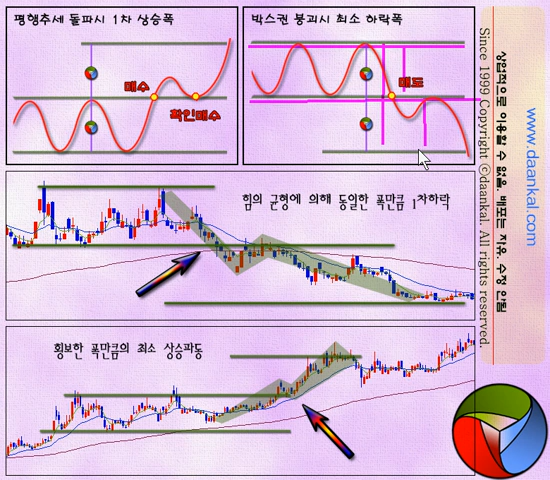 평행추세 돌파시 1차 상승폭
매수
확인매수
박스권 붕괴시 최소 하락폭
매도
힘의 균형에 의해 동일한 폭만큼 1차하락
횡보한 폭만큼의 최소 상승파동
www.daankal.com
상업적으로 이용할 수 없음. 배포는 자유. 수정 안됨
Since 1999 Copyright ©daankal. All rights reserved.